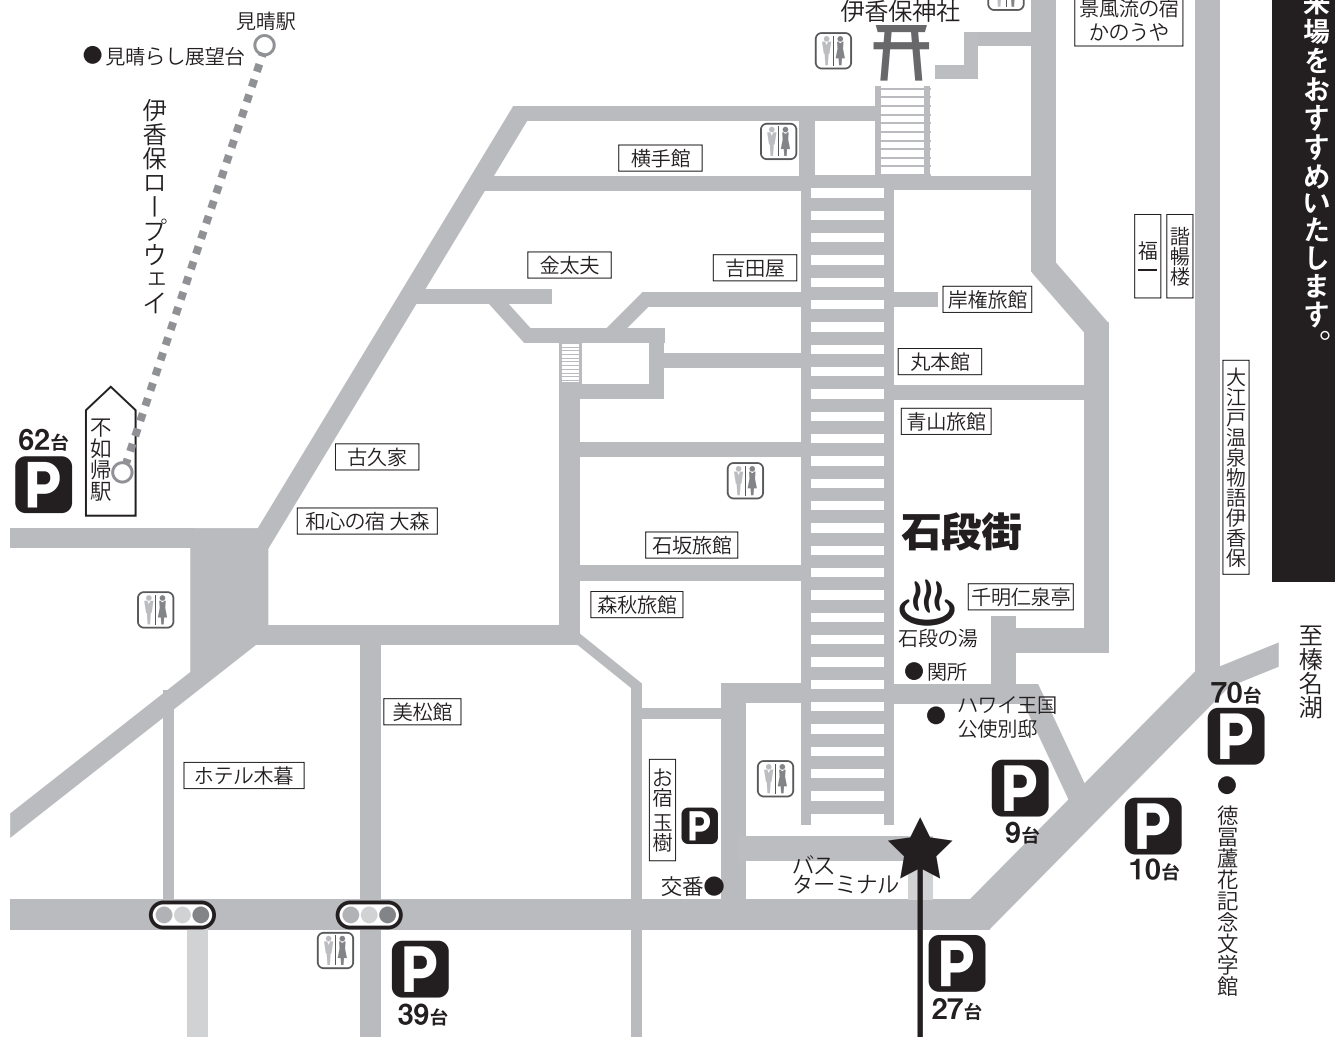 見晴駅
見晴らし展望台
伊香保ロープウェイ
伊香保神社
景風流の宿
かのうや
来場をおすすめいたします。
横手館
金太夫
吉田屋
岸権旅館
福一
諧暢楼
丸本館
青山旅館
大江戸温泉物語伊香保
62台
P
不如帰駅
古久家
和心の宿 大森
石坂旅館
石段街
森秋旅館
千明仁泉亭
石段の湯
関所
至榛名湖
70台
P
美松館
ハワイ王国
公使別邸
ホテル木暮
お宿 玉樹
P
P
9台
P
10台
徳冨蘆花記念文学館
バス
ターミナル
交番
P
39台
P
27台